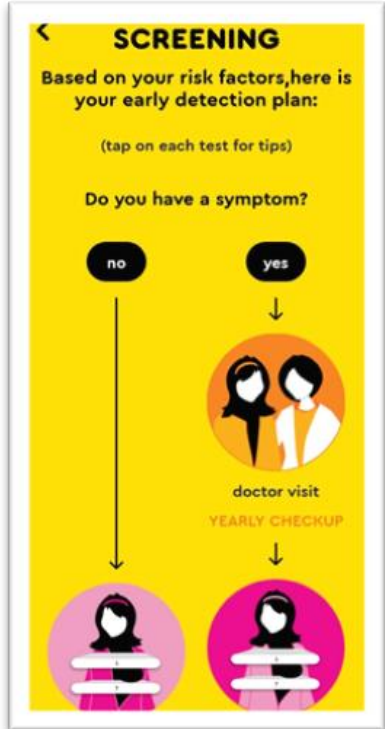 SCREENING
Based on your risk factors,here is
your early detection plan:
(tap on each test for tips)
Do you have a symptom?
no
yes
doctor visit
YEARLY CHECKUP